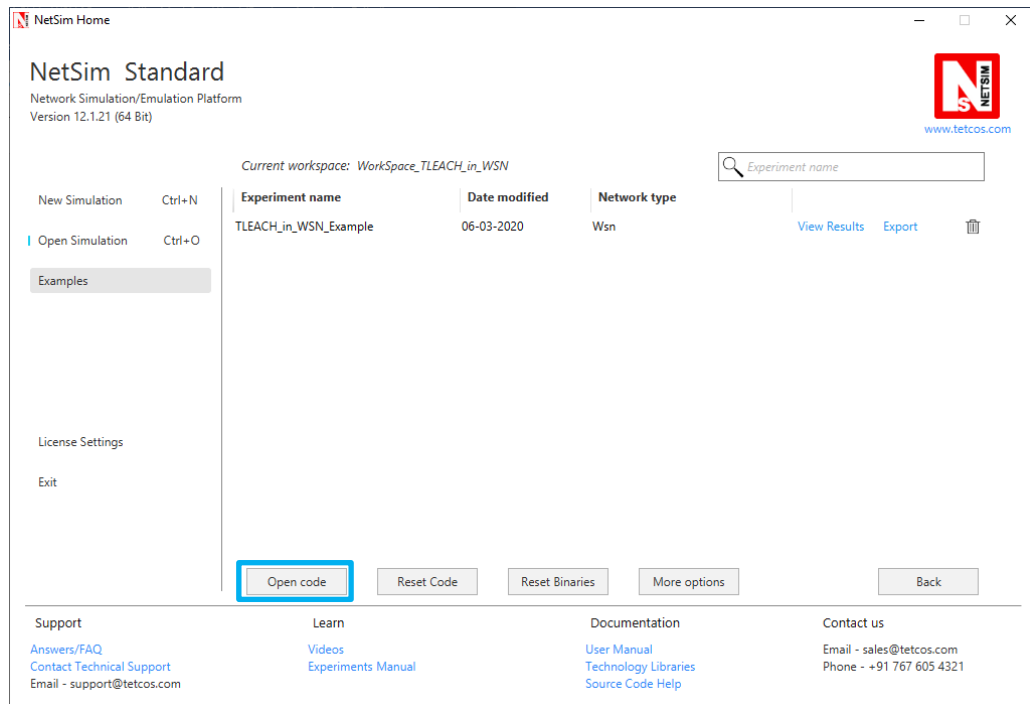 NetSim Home
NetSim Standard
Network Simulation/Emulation Platform
Version 12.1.21 (64 Bit)
N S NETSIM
www.tetcos.com
Current workspace: WorkSpace_TLEACH_in_WSN
Experiment name
New Simulation Ctrl+N
Open Simulation Ctrl+O
Examples
License Settings
Exit
Experiment name Date modified Network type
TLEACH_in_WSN_Example 06-03-2020 Wsn View Results Export
Open code Reset Code Reset Binaries More options Back
Support Learn Documentation Contact us
Answers/FAQ Videos User Manual Email - sales@tetcos.com
Contact Technical Support Experiments Manual Technology Libraries Phone - +91 767 605 4321
Email - support@tetcos.com Source Code Help